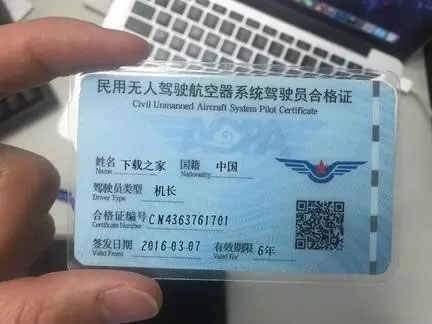 民用无人驾驶航空器系统驾驶员合格证
Civil Unmanned Aircraft System Pilot Certificate
姓名 下载之家 国籍 中国
Name Nationality
驾驶员类型 机长
Driver Type
合格证编号 CN4363761701
Certificate Number
签发日期 2016-03-07 有效期限 6年
Valid From Valid For